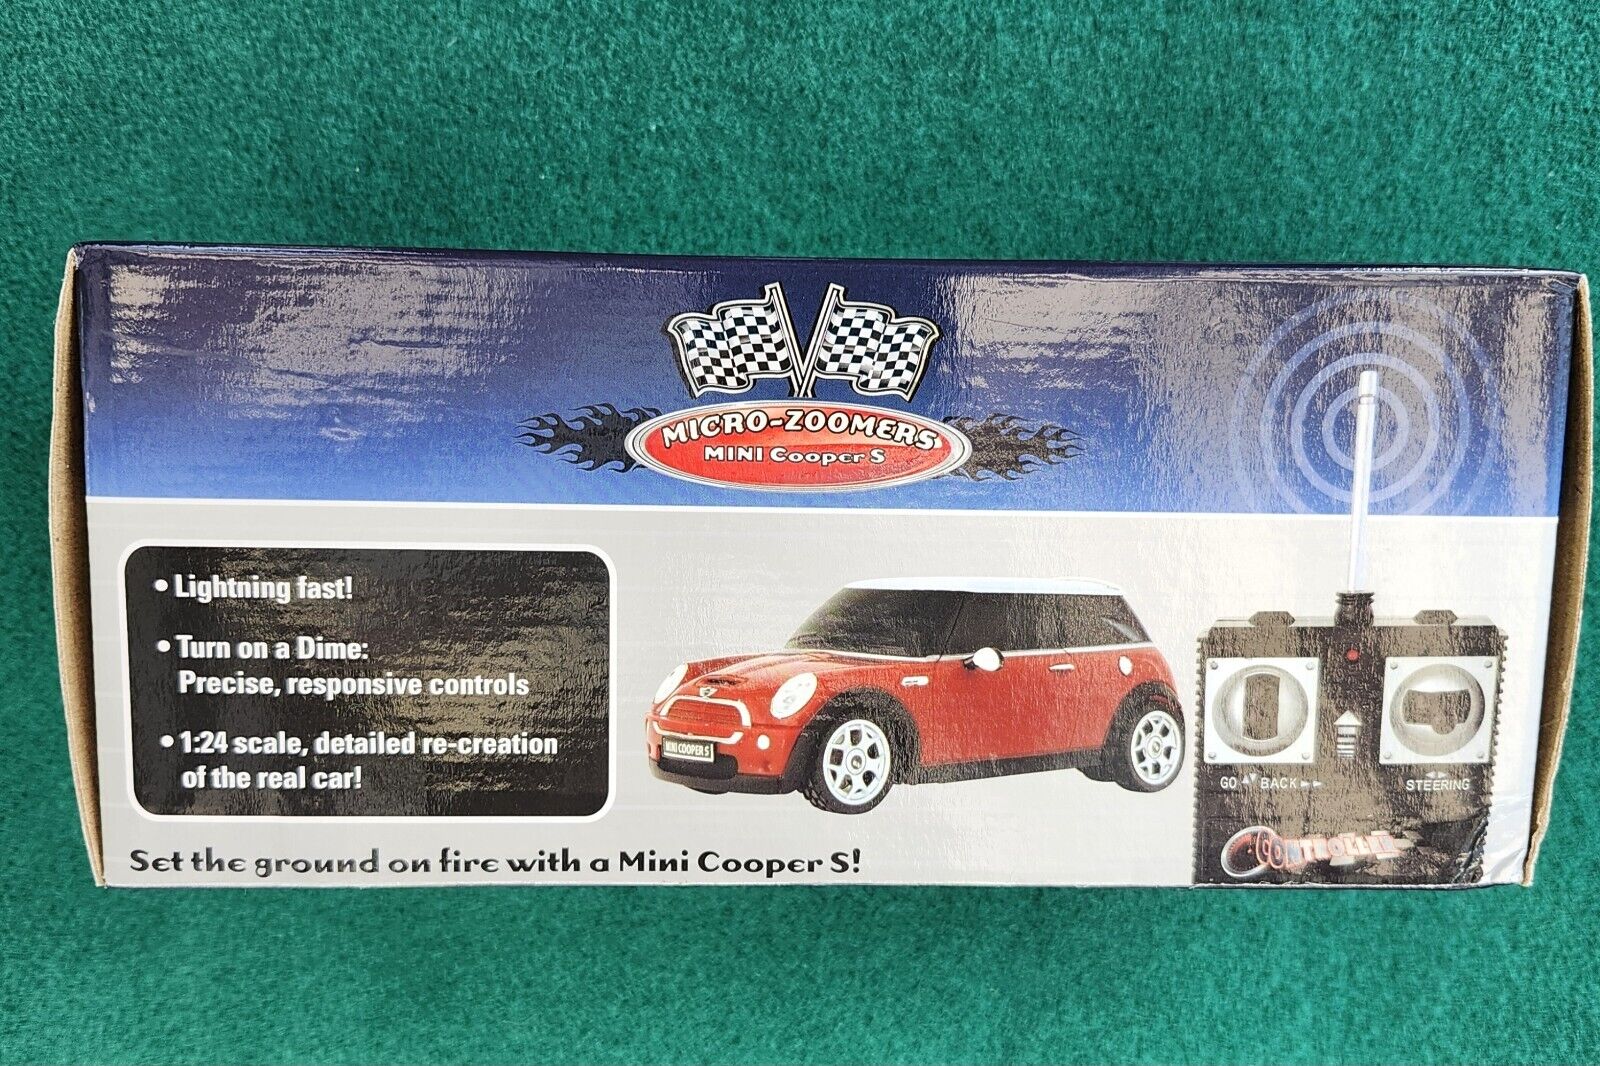 MICRO-ZOOMERS
MINI Cooper S
• Lightning fast!
• Turn on a Dime:
Precise, responsive controls
• 1:24 scale, detailed re-creation
of the real car!
MINI COOPER S
GO ▲▼ BACK ►►
◄► STEERING
CONTROLLER
Set the ground on fire with a Mini Cooper S!